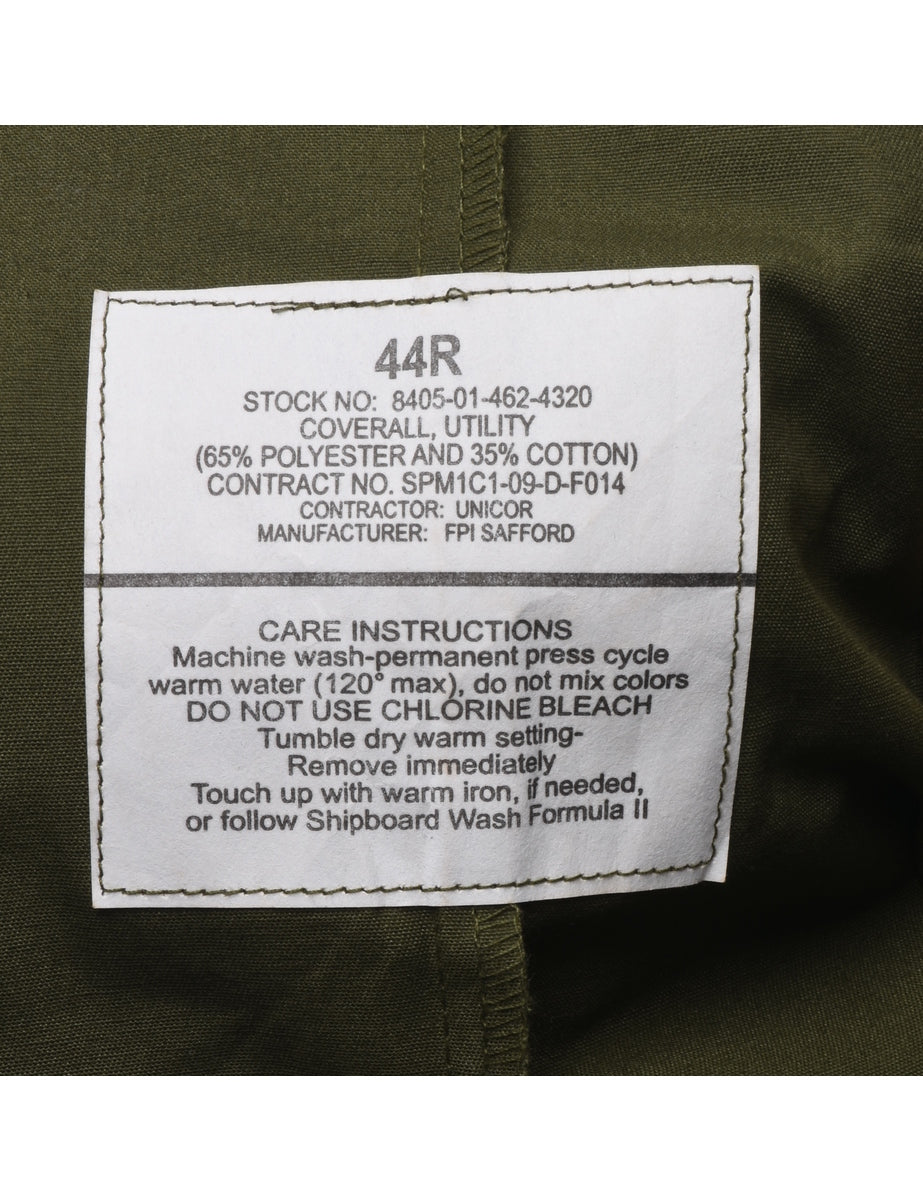 44R
STOCK NO: 8405-01-462-4320
COVERALL, UTILITY
(65% POLYESTER AND 35% COTTON)
CONTRACT NO. SPM1C1-09-D-F014
CONTRACTOR: UNICOR
MANUFACTURER: FPI SAFFORD
CARE INSTRUCTIONS
Machine wash-permanent press cycle
warm water (120° max), do not mix colors
DO NOT USE CHLORINE BLEACH
Tumble dry warm setting-
Remove immediately
Touch up with warm iron, if needed,
or follow Shipboard Wash Formula II